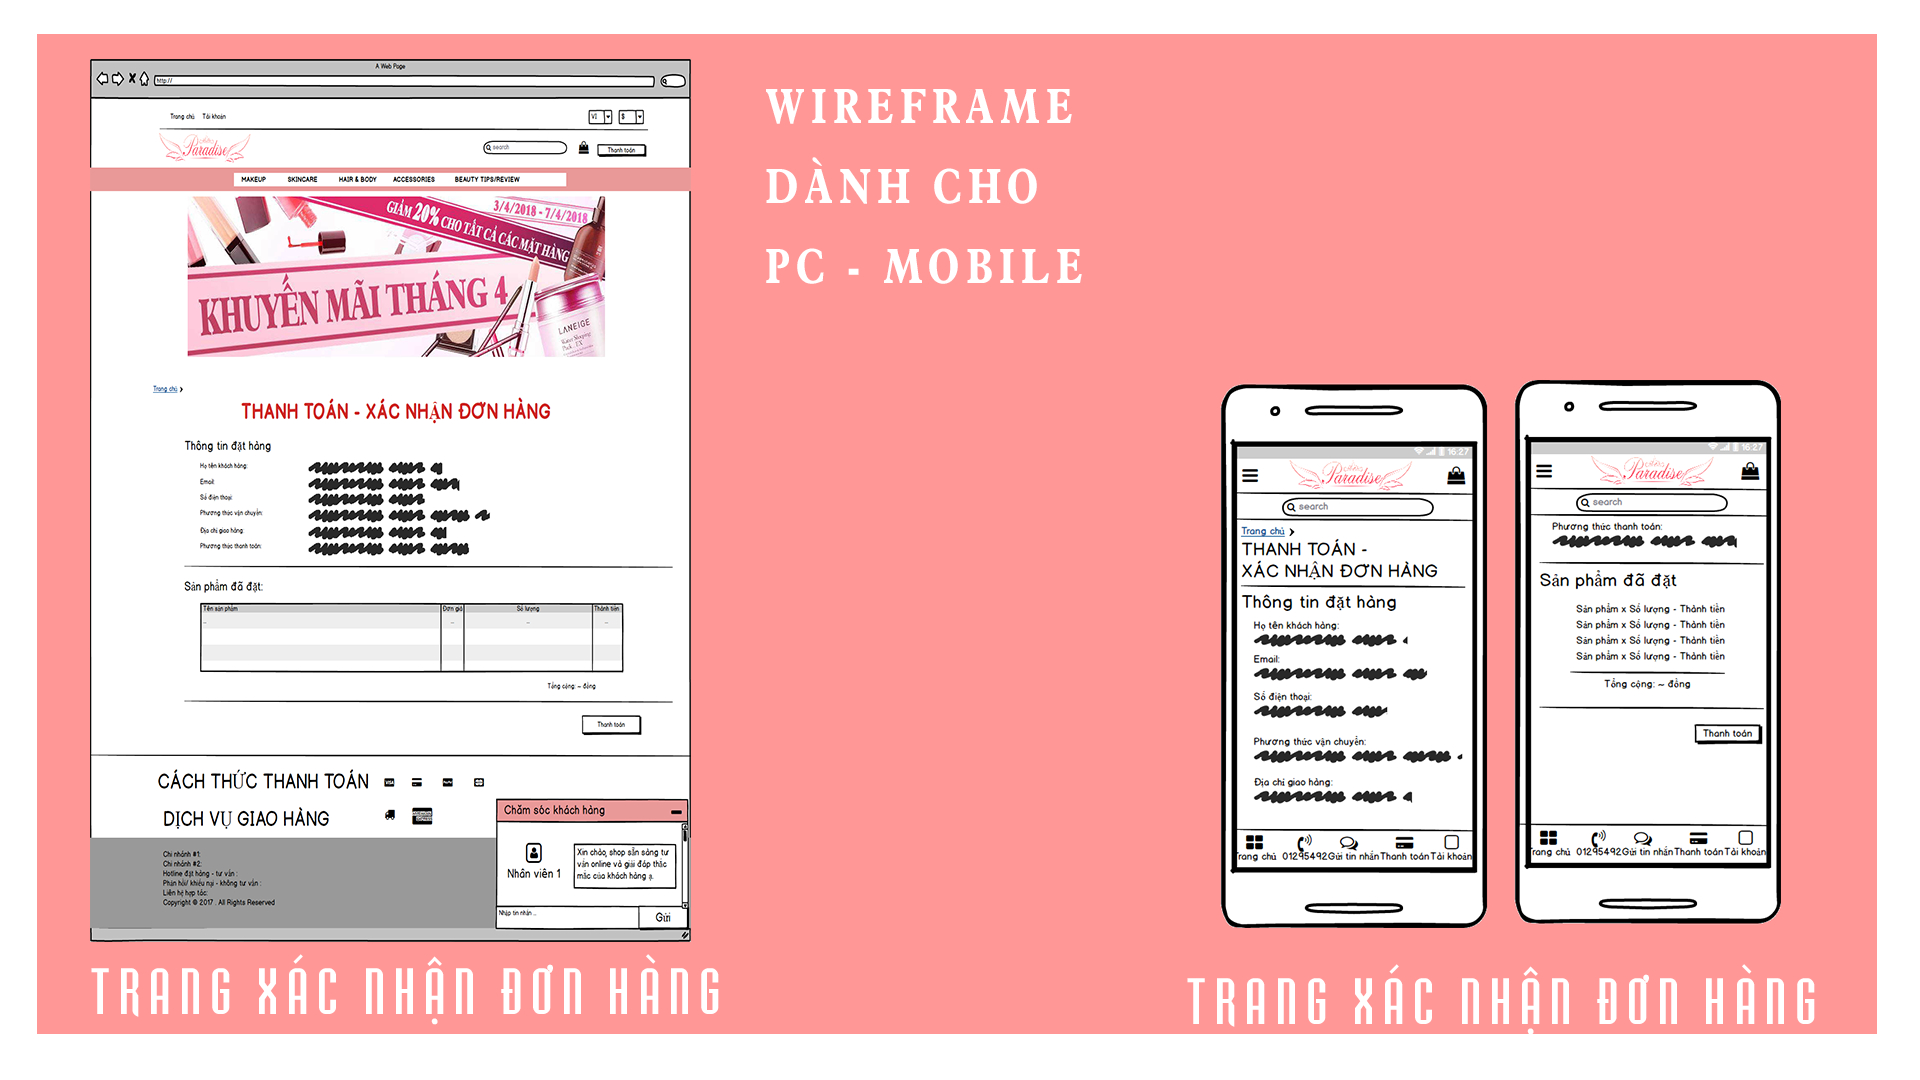 A Web Page
http://
Trang chủ Tài khoản
VI $
Paradise
search
Thanh toán
MAKEUP SKINCARE HAIR & BODY ACCESSORIES BEAUTY TIPS/REVIEW
3/4/2018 - 7/4/2018
GIẢM 20% CHO TẤT CẢ CÁC MẶT HÀNG
KHUYẾN MÃI THÁNG 4
LANEIGE
Water Sleeping
Pack_EX
Trang chủ
THANH TOÁN - XÁC NHẬN ĐƠN HÀNG
Thông tin đặt hàng
Họ tên khách hàng:
Email:
Số điện thoại:
Phương thức vận chuyển:
Địa chỉ giao hàng:
Phương thức thanh toán:
Sản phẩm đã đặt:
Tên sản phẩm Đơn giá Số lượng Thành tiền
Tổng cộng: ~ đồng
Thanh toán
CÁCH THỨC THANH TOÁN
DỊCH VỤ GIAO HÀNG
Chi nhánh #1:
Chi nhánh #2:
Hotline đặt hàng - tư vấn :
Phản hồi/ khiếu nại - không tư vấn :
Liên hệ hợp tác:
Copyright © 2017 . All Rights Reserved
Chăm sóc khách hàng
Nhân viên 1
Xin chào, shop sẵn sàng tư
vấn online và giải đáp thắc
mắc của khách hàng ạ.
Nhập tin nhắn ...
Gửi
TRANG XÁC NHẬN ĐƠN HÀNG
WIREFRAME
DÀNH CHO
PC - MOBILE
16:27
Paradise
search
Trang chủ
THANH TOÁN -
XÁC NHẬN ĐƠN HÀNG
Thông tin đặt hàng
Họ tên khách hàng:
Email:
Số điện thoại:
Phương thức vận chuyển:
Địa chỉ giao hàng:
Trang chủ 01295492 Gửi tin nhắn Thanh toán Tài khoản
16:27
Paradise
search
Phương thức thanh toán:
Sản phẩm đã đặt
Sản phẩm x Số lượng - Thành tiền
Sản phẩm x Số lượng - Thành tiền
Sản phẩm x Số lượng - Thành tiền
Sản phẩm x Số lượng - Thành tiền
Tổng cộng: ~ đồng
Thanh toán
Trang chủ 01295492 Gửi tin nhắn Thanh toán Tài khoản
TRANG XÁC NHẬN ĐƠN HÀNG